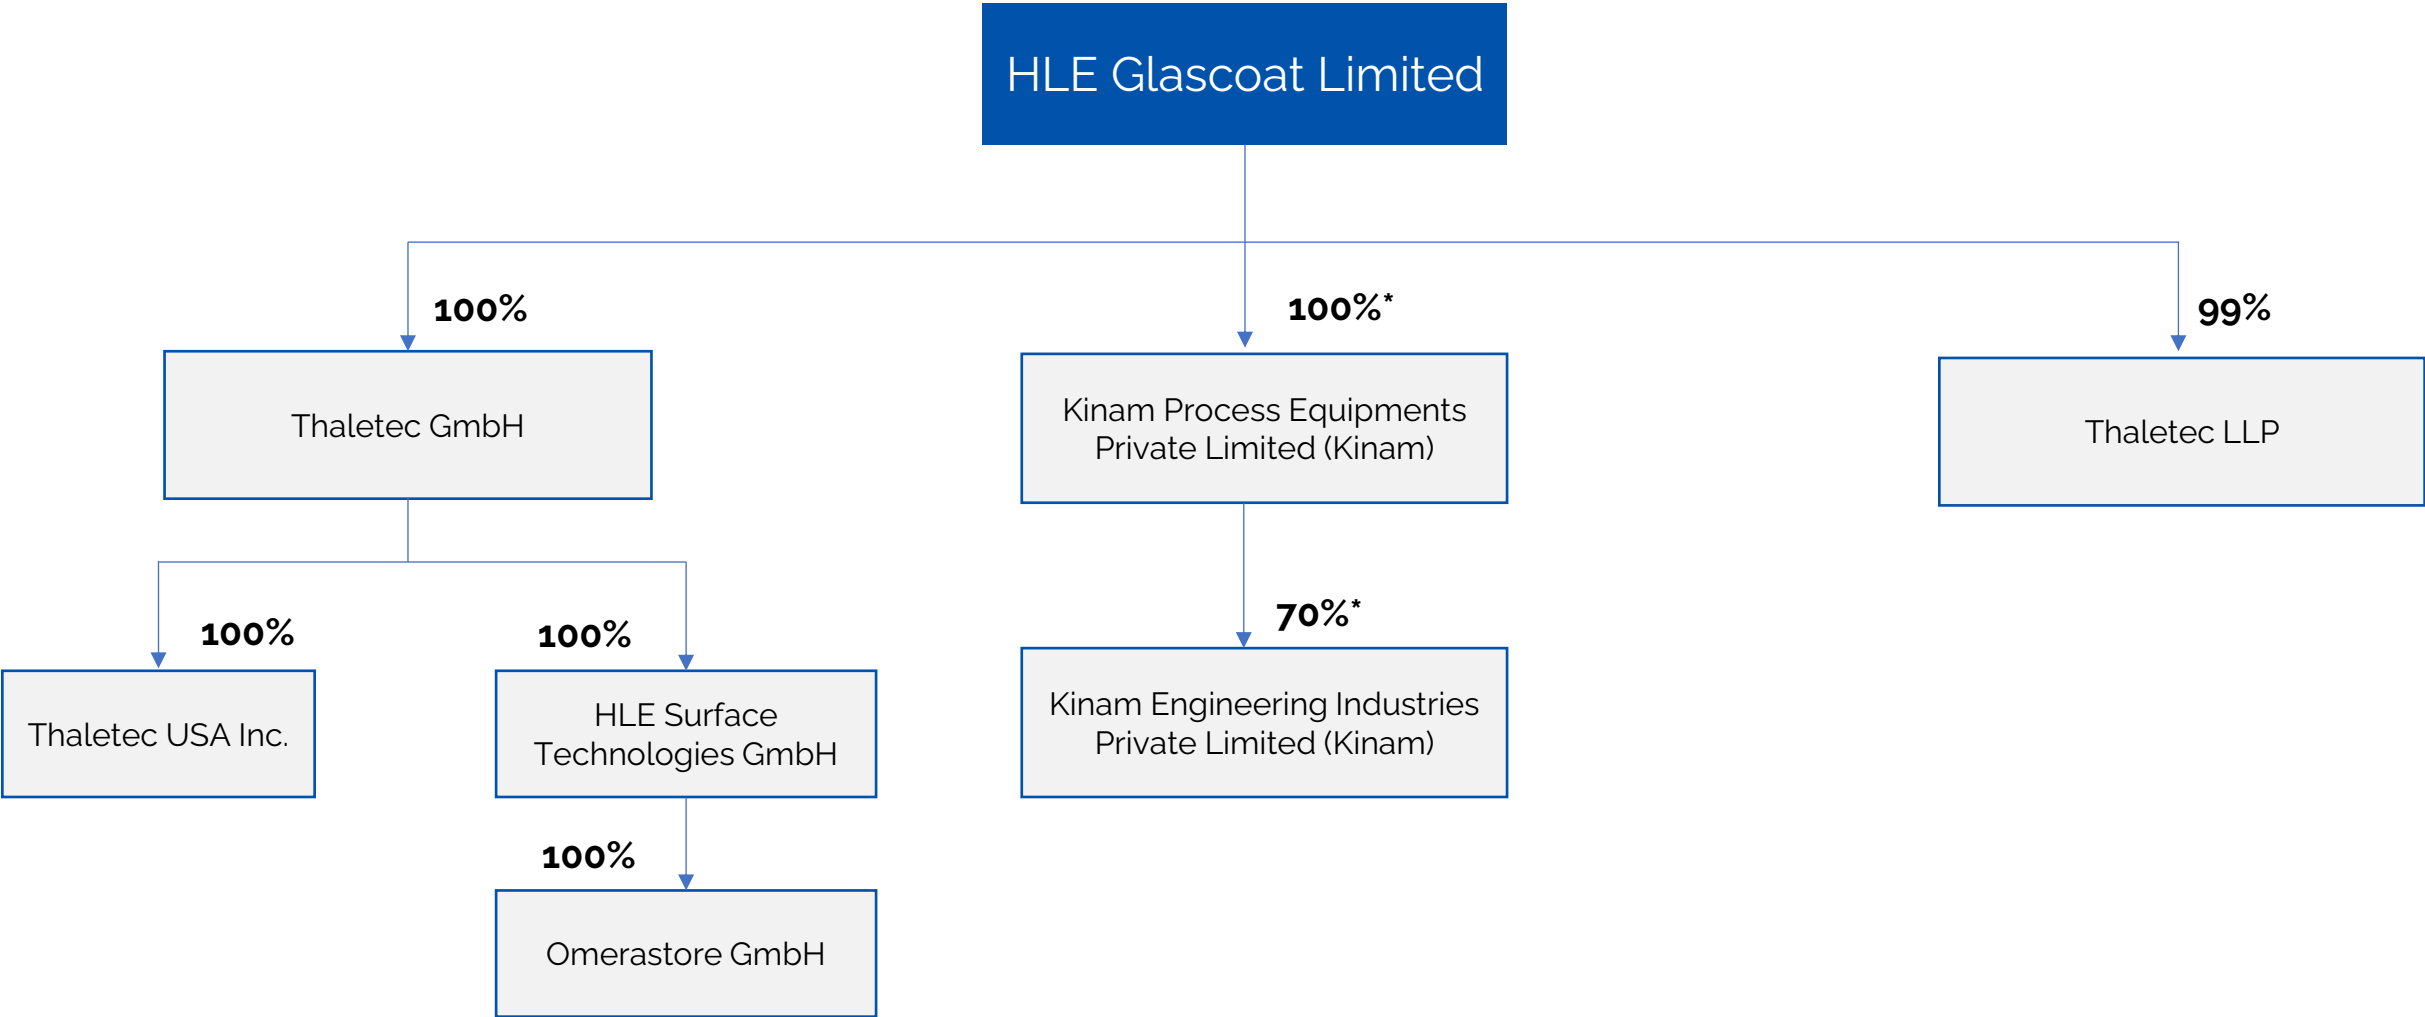 HLE Glascoat Limited
100%
100%*
99%
Thaletec GmbH
Kinam Process Equipments
Private Limited (Kinam)
Thaletec LLP
100%
100%
70%*
Thaletec USA Inc.
HLE Surface
Technologies GmbH
Kinam Engineering Industries
Private Limited (Kinam)
100%
Omerastore GmbH